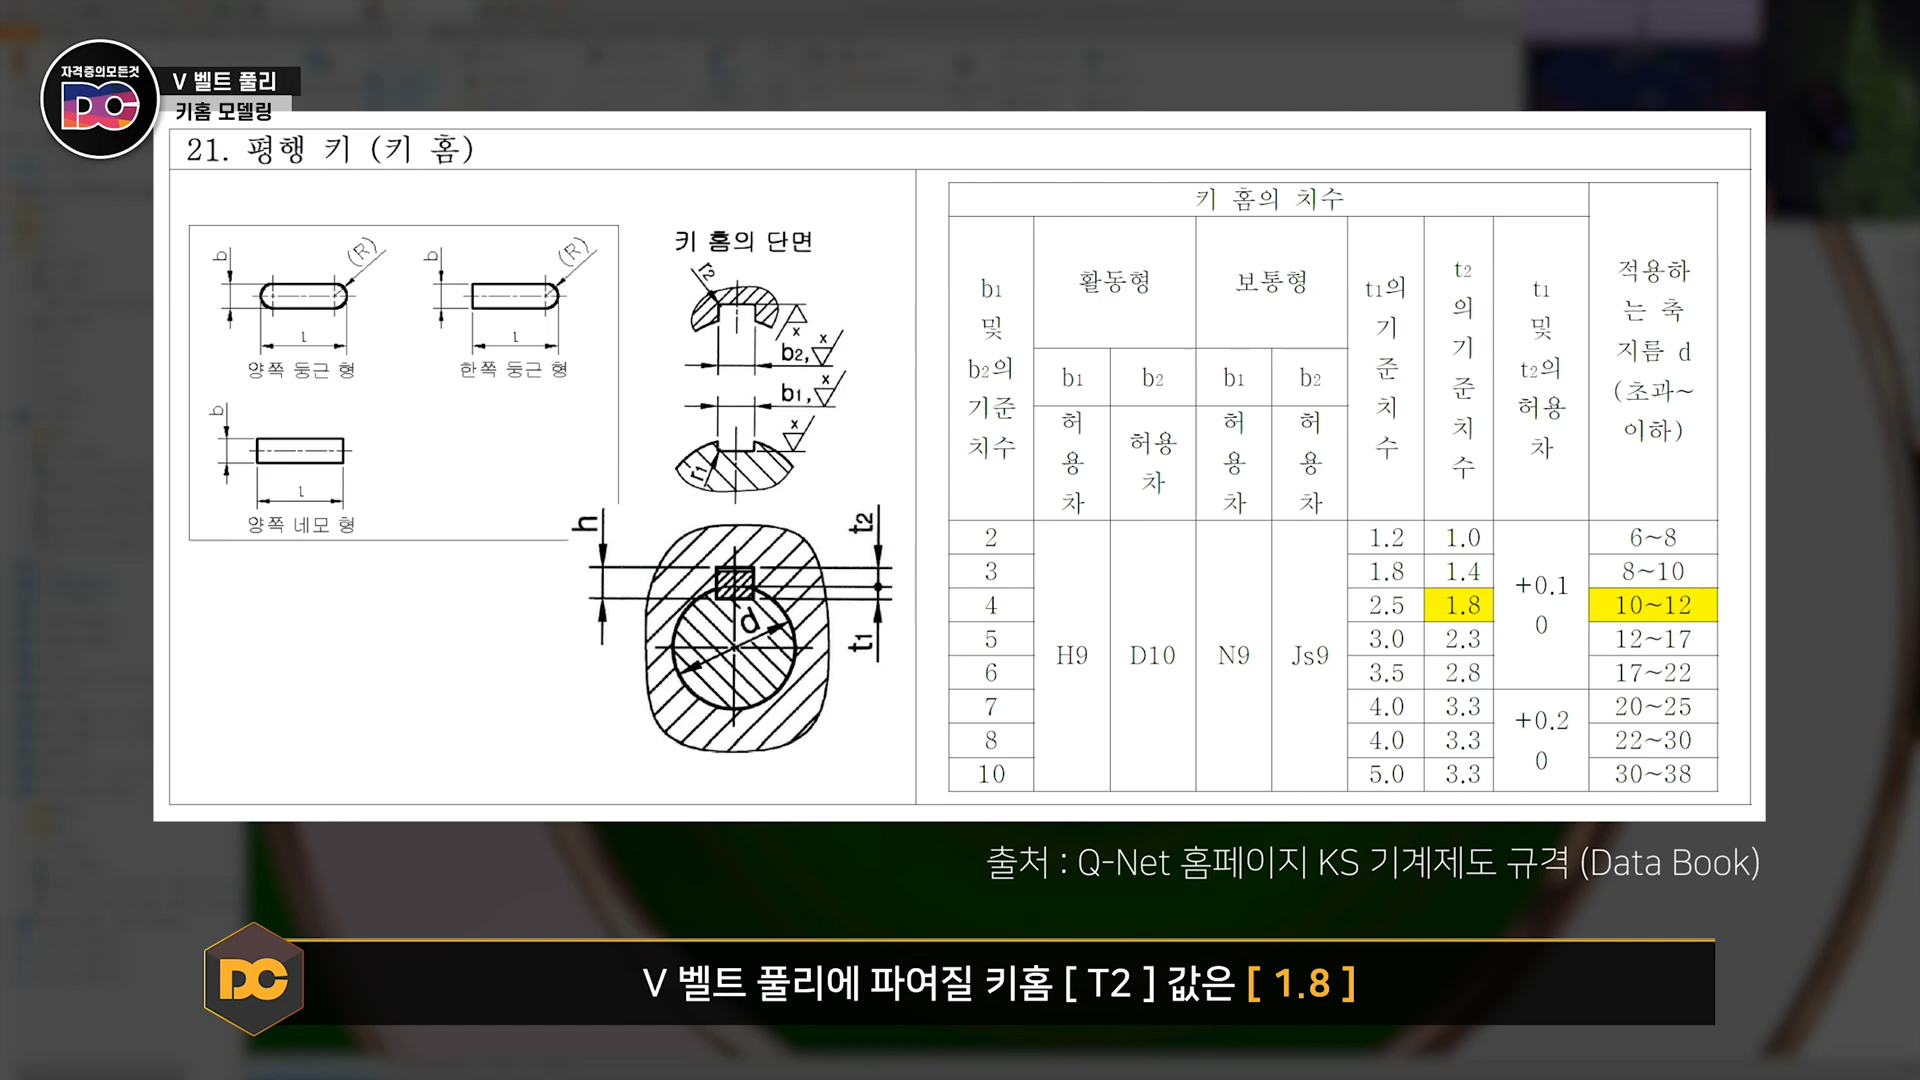 자격증의모든것
DC
V 벨트 풀리
키홈 모델링
21. 평행 키 (키 홈)
b
(R)
l
양쪽 둥근 형
b
(R)
l
한쪽 둥근 형
b
l
양쪽 네모 형
키 홈의 단면
r2
x
b2, x
b1, x
x
r1
h
t2
d
t1
키 홈의 치수
b1 및 b2의 기준 치수
활동형
보통형
t1의 기준치수
t2의 기준치수
t1 및 t2의 허용차
적용하는 축 지름 d (초과~이하)
b1 b2 b1 b2
허용차 허용차 허용차 허용차
2 1.2 1.0 6~8
3 1.8 1.4 8~10
+0.1
4 2.5 1.8 10~12
0
5 3.0 2.3 12~17
H9 D10 N9 Js9
6 3.5 2.8 17~22
7 4.0 3.3 20~25
+0.2
8 4.0 3.3 22~30
0
10 5.0 3.3 30~38
출처 : Q-Net 홈페이지 KS 기계제도 규격 (Data Book)
DC
V 벨트 풀리에 파여질 키홈 [ T2 ] 값은 [ 1.8 ]